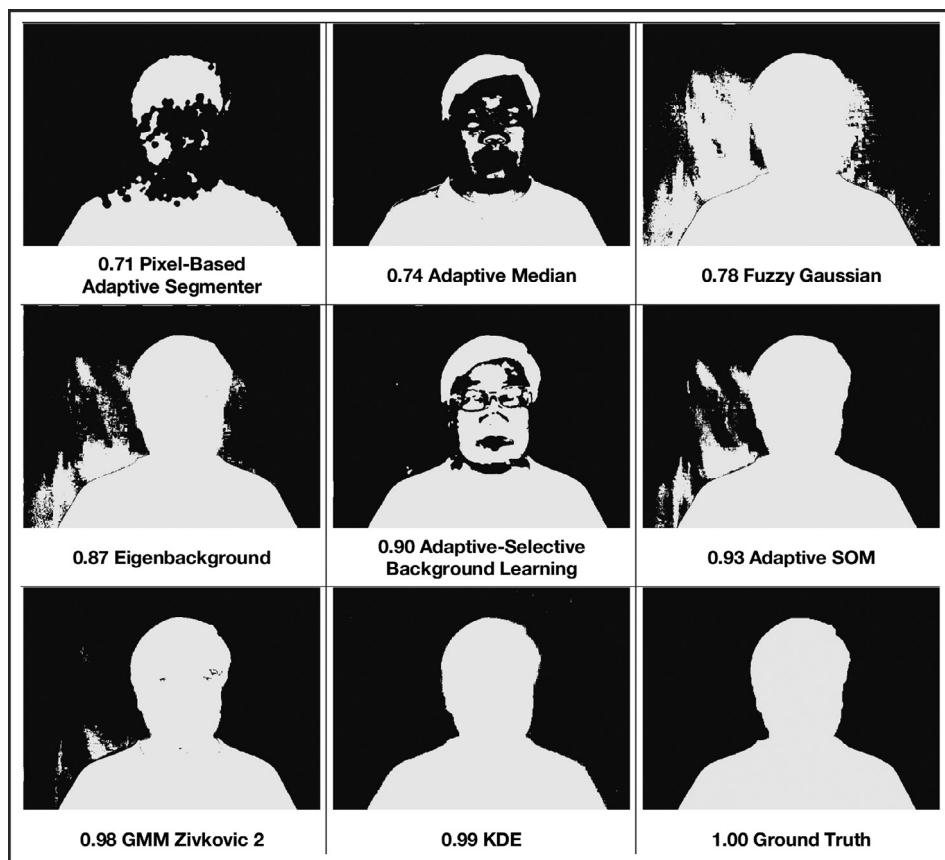 0.71 Pixel-Based
Adaptive Segmenter
0.74 Adaptive Median
0.78 Fuzzy Gaussian
0.87 Eigenbackground
0.90 Adaptive-Selective
Background Learning
0.93 Adaptive SOM
0.98 GMM Zivkovic 2
0.99 KDE
1.00 Ground Truth